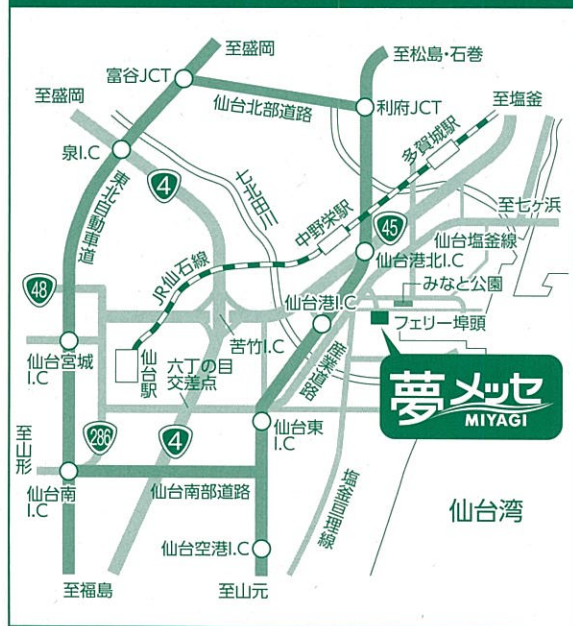 至盛岡
至松島・石巻
富谷JCT
至盛岡
至塩釜
仙台北部道路
利府JCT
多賀城駅
泉I.C
4
七北田川
東北自動車道
中野栄駅
45
至七ヶ浜
仙台塩釜線
JR仙石線
仙台港北I.C
48
みなと公園
仙台港I.C
フェリー埠頭
苦竹I.C
仙台宮城
I.C
仙台駅
六丁の目
交差点
産業道路
夢メッセ
MIYAGI
至山形
286
4
仙台東
I.C
仙台南
I.C
仙台南部道路
塩釜亘理線
仙台湾
仙台空港I.C
至福島
至山元